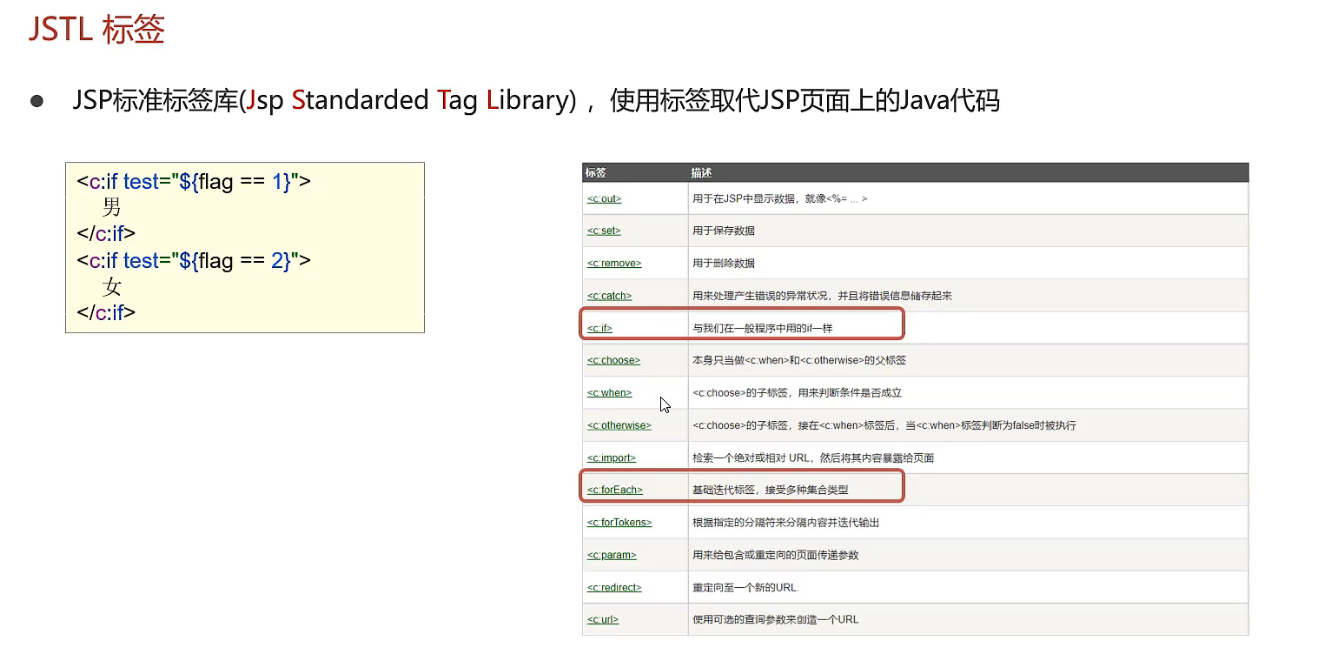 JSTL 标签
● JSP标准标签库(Jsp Standarded Tag Library) ，使用标签取代JSP页面上的Java代码
<c:if test="${flag == 1}">
男
</c:if>
<c:if test="${flag == 2}">
女
</c:if>
标签 描述
<c:out> 用于在JSP中显示数据，就像<%= ... >
<c:set> 用于保存数据
<c:remove> 用于删除数据
<c:catch> 用来处理产生错误的异常状况，并且将错误信息储存起来
<c:if> 与我们在一般程序中用的if一样
<c:choose> 本身只当做<c:when>和<c:otherwise>的父标签
<c:when> <c:choose>的子标签，用来判断条件是否成立
<c:otherwise> <c:choose>的子标签，接在<c:when>标签后，当<c:when>标签判断为false时被执行
<c:import> 检索一个绝对或相对 URL，然后将其内容暴露给页面
<c:forEach> 基础迭代标签，接受多种集合类型
<c:forTokens> 根据指定的分隔符来分隔内容并迭代输出
<c:param> 用来给包含或重定向的页面传递参数
<c:redirect> 重定向至一个新的URL.
<c:url> 使用可选的查询参数来创造一个URL